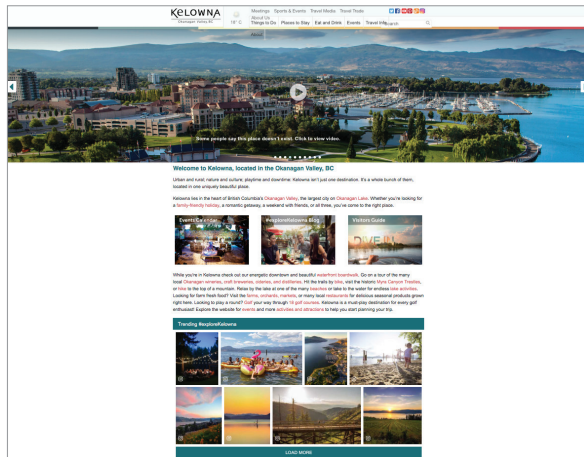 KELOWNA
Okanagan Valley BC
18° C
Meetings Sports & Events Travel Media Travel Trade
About Us
Things to Do Places to Stay Eat and Drink Events Travel Info
Search
About
Some people say this place doesn't exist. Click to view video.
Welcome to Kelowna, located in the Okanagan Valley, BC
Urban and rural, nature and culture, playtime and downtime: Kelowna isn't just one destination. It's a whole bunch of them,
located in one uniquely beautiful place.
Kelowna lies in the heart of British Columbia's Okanagan Valley, the largest city on Okanagan Lake. Whether you're looking for
a family-friendly holiday, a romantic getaway, a weekend with friends, or all three, you've come to the right place.
Events Calendar
#exploreKelowna Blog
Visitors Guide
DIVE IN
While you're in Kelowna check out our energetic downtown and beautiful waterfront boardwalk. Go on a tour of the many
local Okanagan wineries, craft breweries, cideries, and distilleries. Hit the trails by bike, visit the historic Myra Canyon Trestles,
or hike to the top of a mountain. Relax by the lake at one of the many beaches or take to the water for endless lake activities.
Looking for farm fresh food? Visit the farms, orchards, markets, or many local restaurants for delicious seasonal products grown
right here. Looking to play a round? Golf your way through 19 golf courses. Kelowna is a must-play destination for every golf
enthusiast! Explore the website for events and more activities and attractions to help you start planning your trip.
Trending #exploreKelowna
LOAD MORE